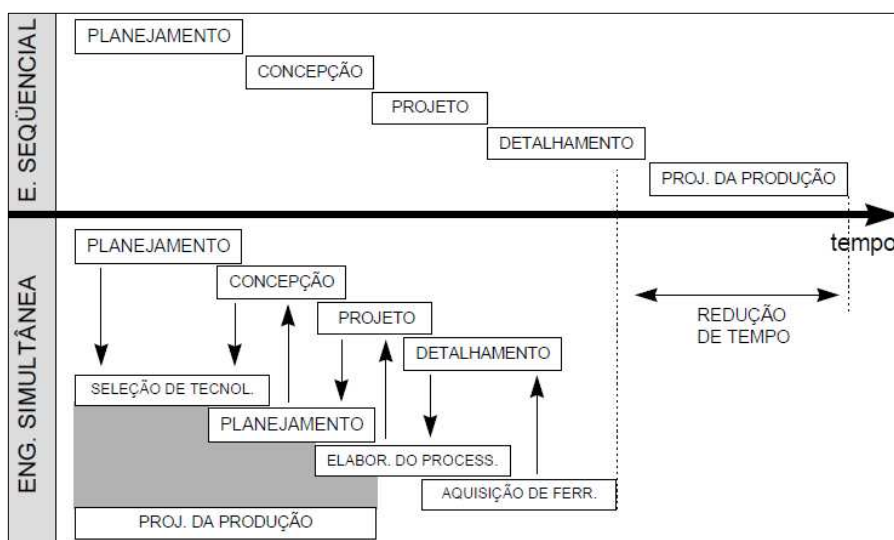 E. SEQÜENCIAL
PLANEJAMENTO
CONCEPÇÃO
PROJETO
DETALHAMENTO
PROJ. DA PRODUÇÃO
tempo
ENG. SIMULTÂNEA
PLANEJAMENTO
CONCEPÇÃO
PROJETO
DETALHAMENTO
REDUÇÃO
DE TEMPO
SELEÇÃO DE TECNOL.
PLANEJAMENTO
ELABOR. DO PROCESS.
AQUISIÇÃO DE FERR.
PROJ. DA PRODUÇÃO